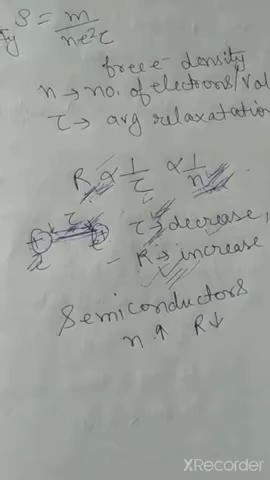 ρ = m / ne²τ
free e⁻ density
n → no. of electrons/vol
τ → avg relaxatation
R ∝ 1/τ ∝ 1/n
τ
τ → decrease,
- R → increase
Semiconductors
n ↑ R ↓
XRecorder